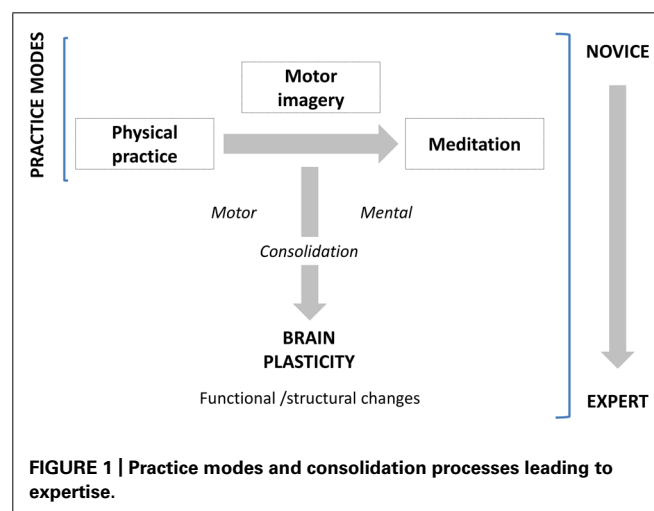 PRACTICE MODES
NOVICE
Motor
imagery
Physical
practice
Meditation
Motor
Mental
Consolidation
BRAIN
PLASTICITY
Functional /structural changes
EXPERT
FIGURE 1 | Practice modes and consolidation processes leading to
expertise.